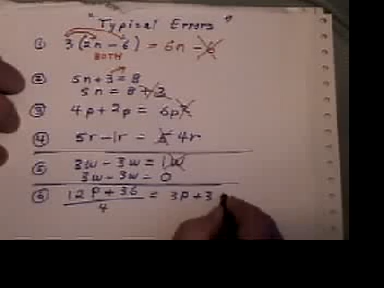 "Typical Errors"
① 3(2n - 6) = 6n - 6
BOTH
② 5n + 3 = 8
5n = 8 + 3
③ 4p + 2p = 6p
④ 5r - 1r = 5 4r
⑤ 3w - 3w = 1w
3w - 3w = 0
⑥ 12p + 36 = 3p + 3
4